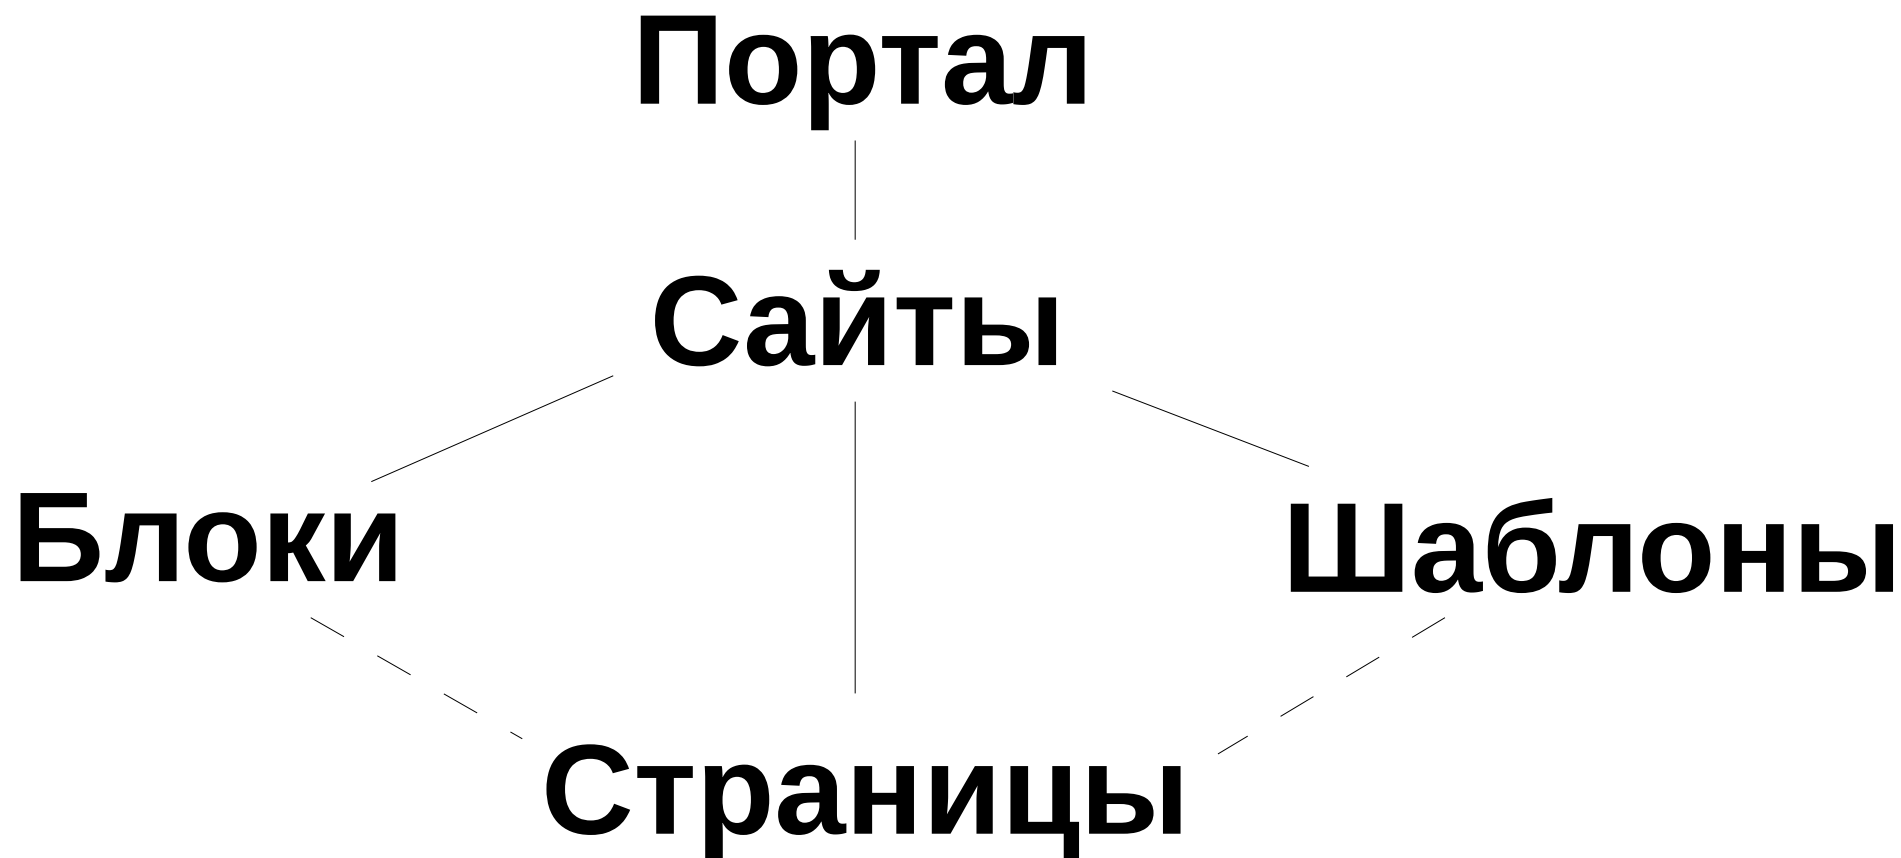 Портал
Сайты
Блоки
Шаблоны
Страницы